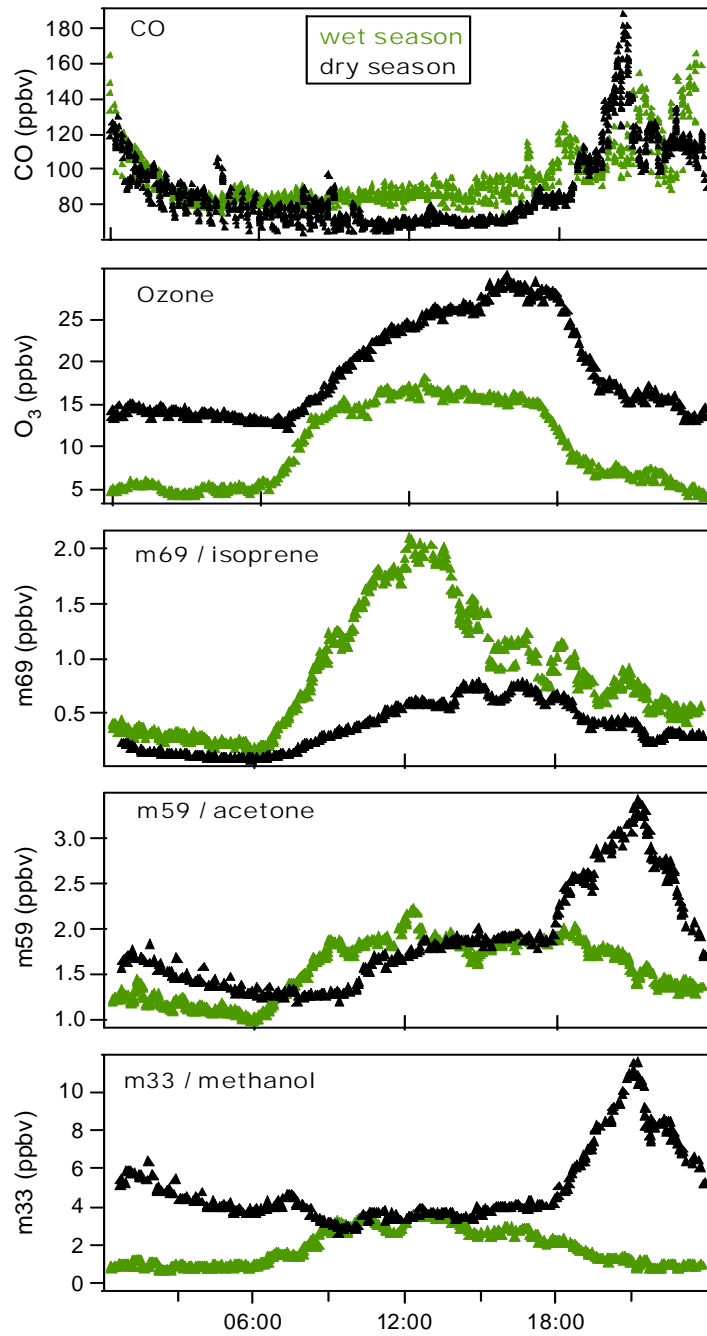 CO
wet season
dry season
CO (ppbv)
180
160
140
120
100
80
Ozone
O3 (ppbv)
25
20
15
10
5
m69 / isoprene
m69 (ppbv)
2.0
1.5
1.0
0.5
m59 / acetone
m59 (ppbv)
3.0
2.5
2.0
1.5
1.0
m33 / methanol
m33 (ppbv)
10
8
6
4
2
0
06:00 12:00 18:00